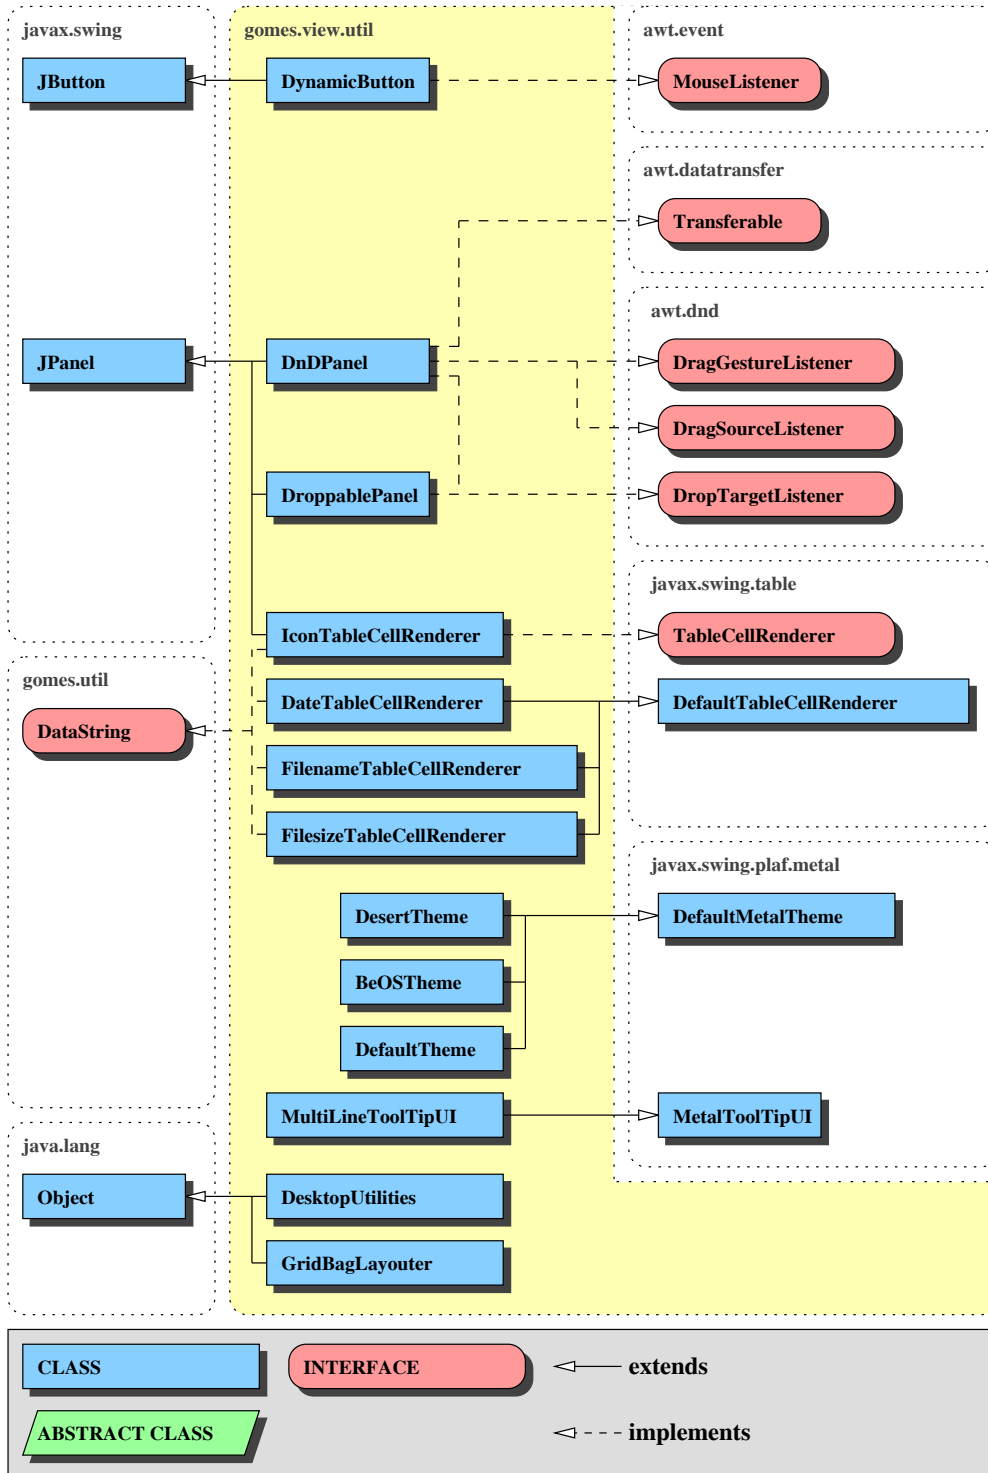 javax.swing
gomes.view.util
awt.event
JButton
DynamicButton
MouseListener
awt.datatransfer
Transferable
awt.dnd
JPanel
DnDPanel
DragGestureListener
DragSourceListener
DroppablePanel
DropTargetListener
javax.swing.table
IconTableCellRenderer
TableCellRenderer
gomes.util
DateTableCellRenderer
DefaultTableCellRenderer
DataString
FilenameTableCellRenderer
FilesizeTableCellRenderer
javax.swing.plaf.metal
DesertTheme
DefaultMetalTheme
BeOSTheme
DefaultTheme
MultiLineToolTipUI
MetalToolTipUI
java.lang
Object
DesktopUtilities
GridBagLayouter
CLASS
INTERFACE
extends
ABSTRACT CLASS
implements